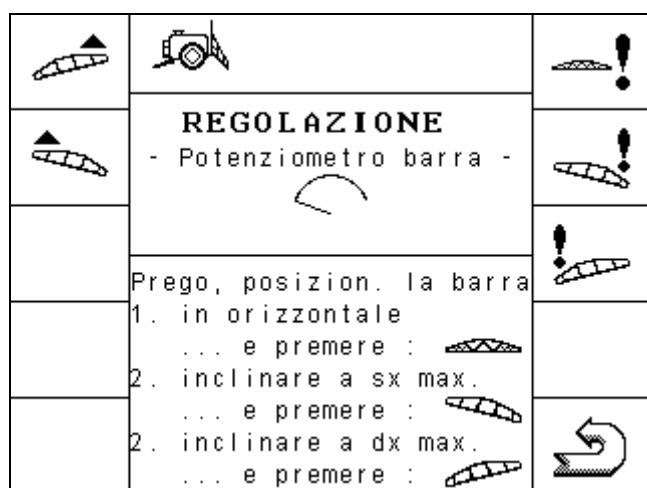 REGOLAZIONE
- Potenziometro barra -
Prego, posizion. la barra
1. in orizzontale
... e premere :
2. inclinare a sx max.
... e premere :
2. inclinare a dx max.
... e premere :